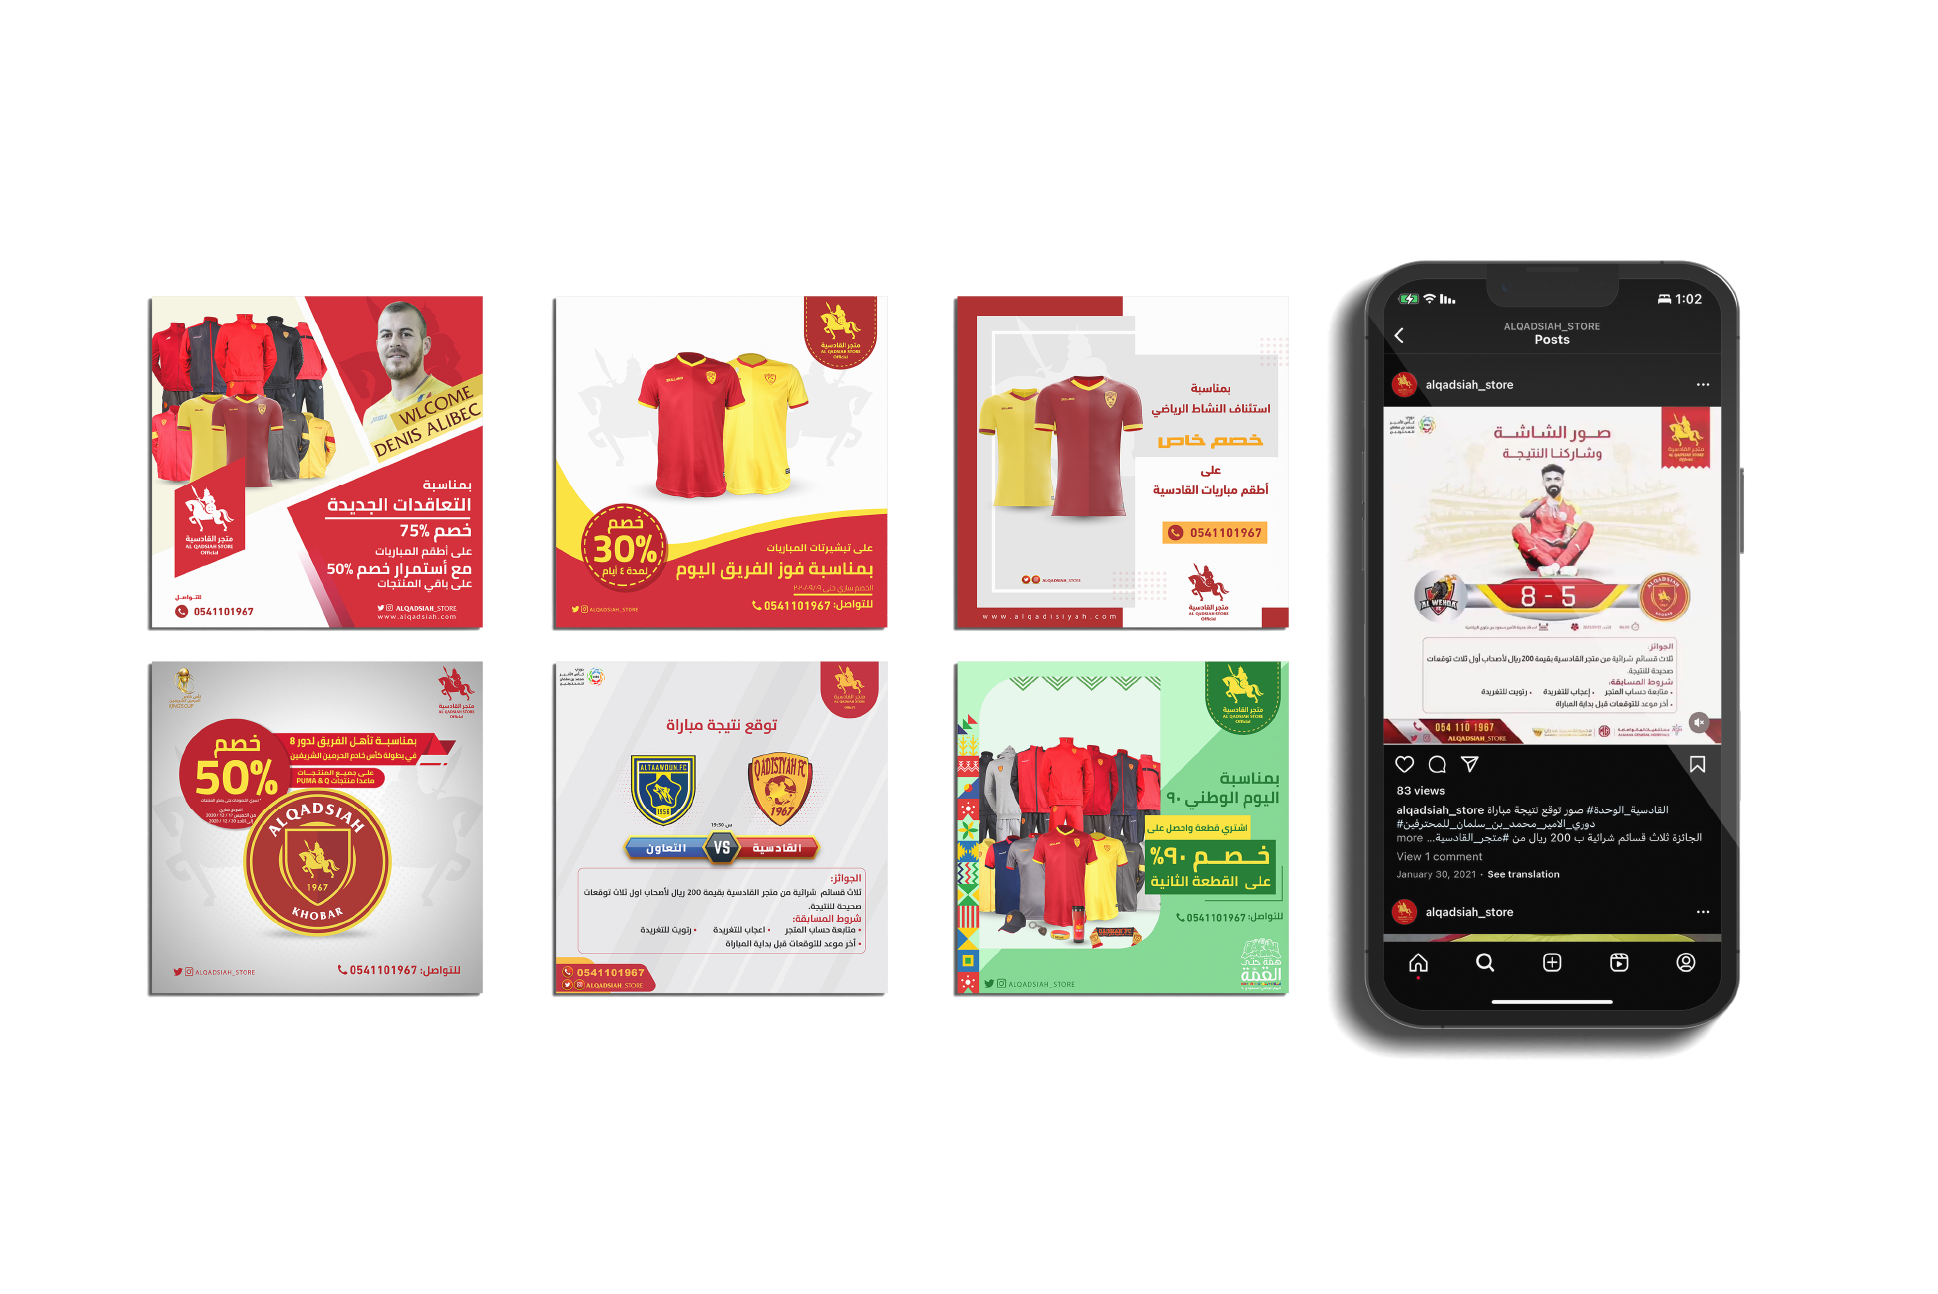 WLCOME
DENIS ALIBEC
بمناسبة
التعاقدات الجديدة
خصم 75%
على أطقم المباريات
مع أستمرار خصم 50%
على باقي المنتجات
متجر القادسية
AL QADSIAH STORE
Official
للتواصل
0541101967
ALQADSIAH_STORE
www.alqadsiah.com
متجر القادسية
AL QADSIAH STORE
Official
خصم
30%
لمدة ٤ أيام
على تيشيرتات المباريات
بمناسبة فوز الفريق اليوم
للتواصل: 0541101967
ALQADSIAH_STORE
بمناسبة
استئناف النشاط الرياضي
خصم خاص
على
أطقم مباريات القادسية
0541101967
ALQADSIAH_STORE
متجر القادسية
AL QADSIAH STORE
Official
www.alqadisiyah.com
KING'S CUP
متجر القادسية
AL QADSIAH STORE
Official
خصم
50%
بمناسبة تأهل الفريق لدور 8
في بطولة كأس خادم الحرمين الشريفين
على جميع المنتجات
ماعدا منتجات PUMA & Q
ALQADSIAH
1967
KHOBAR
ALQADSIAH_STORE
للتواصل: 0541101967
متجر القادسية
توقع نتيجة مباراة
ALTAAWOUN.FC
1956
QADISIYAH FC
1967
س 19:50
التعاون
VS
القادسية
الجوائز:
ثلاث قسائم شرائية من متجر القادسية بقيمة 200 ريال لأصحاب اول ثلاث توقعات
صحيحة للنتيجة.
شروط المسابقة:
• متابعة حساب المتجر • اعجاب للتغريدة • رتويت للتغريدة
• أخر موعد للتوقعات قبل بداية المباراة
0541101967
ALQADSIAH_STORE
متجر القادسية
AL QADSIAH STORE
Official
بمناسبة
اليوم الوطني ٩٠
اشتري قطعة واحصل على
خـصـم ٩٠%
على القطعة الثانية
للتواصل: 0541101967
همة حتى
القمة
ALQADSIAH_STORE
1:02
ALQADSIAH_STORE
Posts
alqadsiah_store
صور الشاشة
وشاركنا النتيجة
متجر القادسية
AL WEHDA
8 - 5
ALQADSIAH
KHOBAR
الجوائز:
ثلاث قسائم شرائية من متجر القادسية بقيمة 200 ريال لأصحاب أول ثلاث توقعات
صحيحة للنتيجة.
شروط المسابقة:
• متابعة حساب المتجر • إعجاب للتغريدة • رتويت للتغريدة
• أخر موعد للتوقعات قبل بداية المباراة
054 110 1967
ALQADSIAH_STORE
83 views
alqadsiah_store صور توقع نتيجة مباراة #القادسية_الوحدة
#دوري_الامير_محمد_بن_سلمان_للمحترفين
الجائزة ثلاث قسائم شرائية ب 200 ريال من #متجر_القادسية... more
View 1 comment
January 30, 2021 · See translation
alqadsiah_store